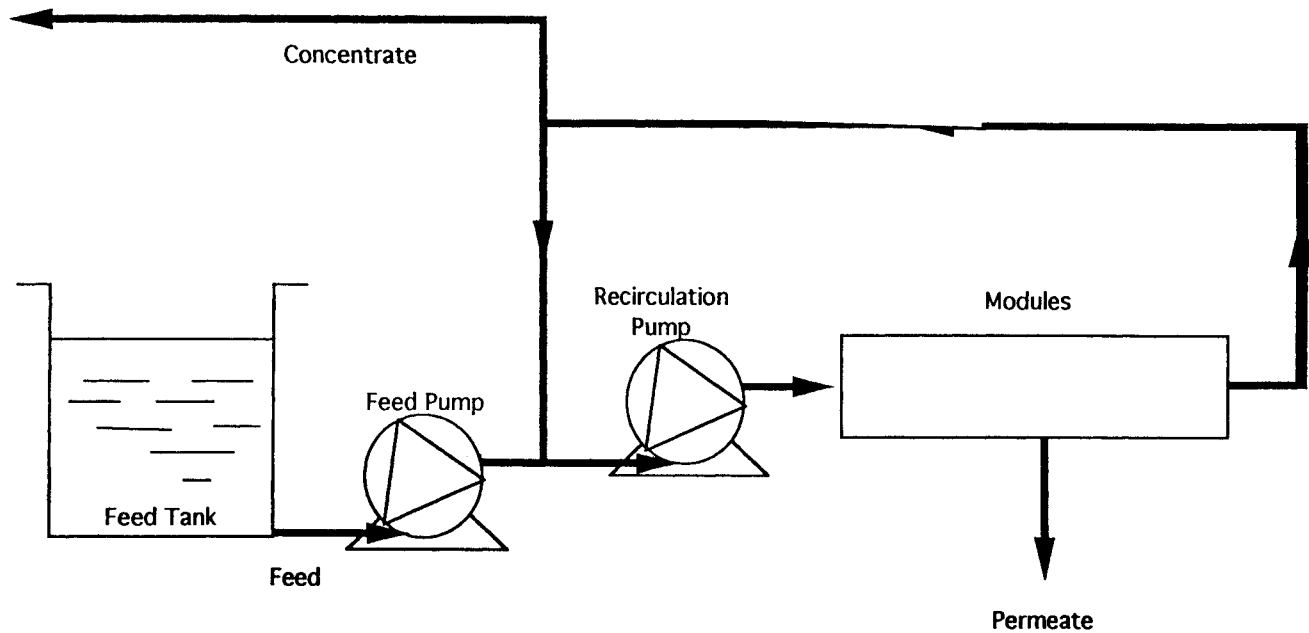 Concentrate
Recirculation
Pump
Modules
Feed Pump
Feed Tank
Feed
Permeate